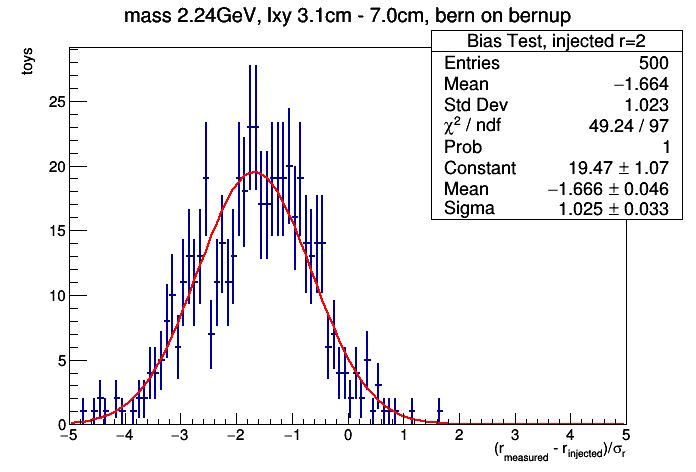 mass 2.24GeV, lxy 3.1cm - 7.0cm, bern on bernup
Bias Test, injected r=2
Entries 500
Mean −1.664
Std Dev 1.023
χ² / ndf 49.24 / 97
Prob 1
Constant 19.47 ± 1.07
Mean −1.666 ± 0.046
Sigma 1.025 ± 0.033
toys
25
20
15
10
5
0
−5 −4 −3 −2 −1 0 1 2 3 4 5
(r_measured - r_injected)/σ_r